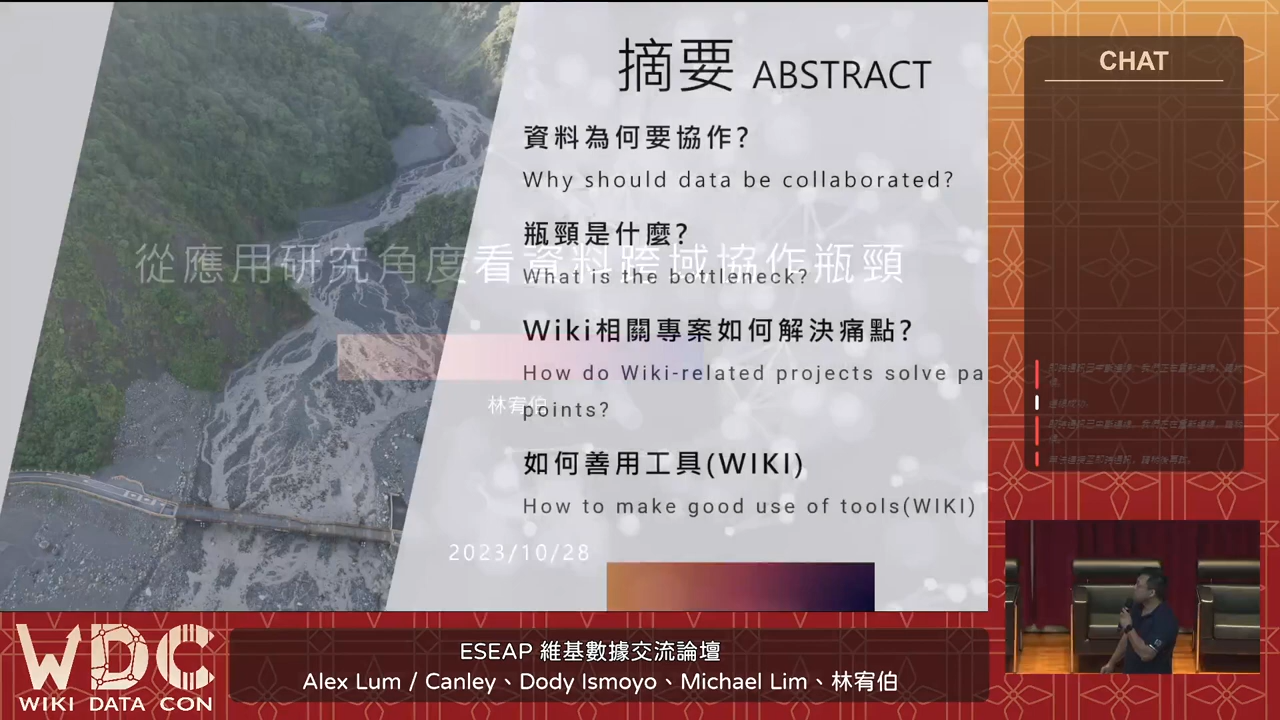 摘要 ABSTRACT
資料為何要協作?
Why should data be collaborated?
瓶頸是什麼?
從應用研究角度看資料跨域協作瓶頸
What is the bottleneck?
Wiki相關專案如何解決痛點?
How do Wiki-related projects solve pa
林宥伯
points?
如何善用工具(WIKI)
How to make good use of tools(WIKI)
2023/10/28
CHAT
WDC
WIKI DATA CON
ESEAP 維基數據交流論壇
Alex Lum / Canley、Dody Ismoyo、Michael Lim、林宥伯